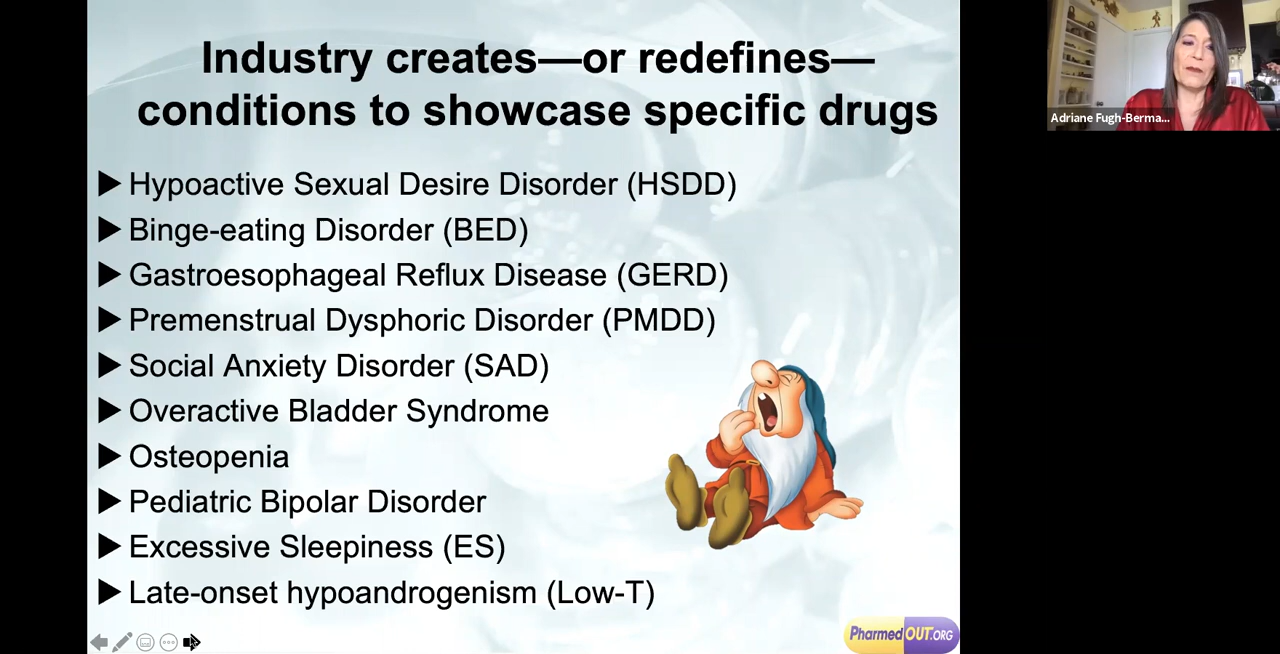 Industry creates—or redefines—
conditions to showcase specific drugs
Hypoactive Sexual Desire Disorder (HSDD)
Binge-eating Disorder (BED)
Gastroesophageal Reflux Disease (GERD)
Premenstrual Dysphoric Disorder (PMDD)
Social Anxiety Disorder (SAD)
Overactive Bladder Syndrome
Osteopenia
Pediatric Bipolar Disorder
Excessive Sleepiness (ES)
Late-onset hypoandrogenism (Low-T)
PharmedOUT.ORG
Adriane Fugh-Berma...